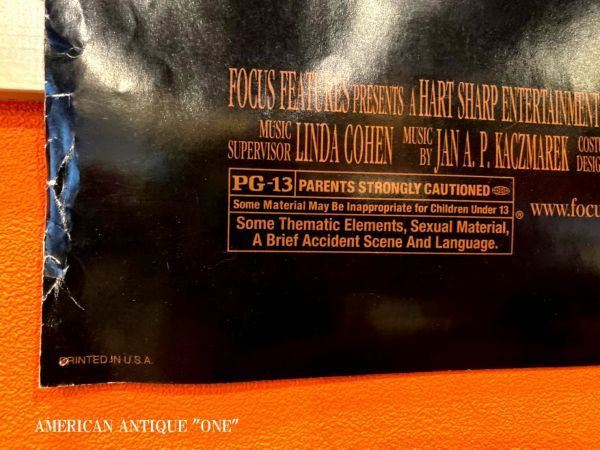 FOCUS FEATURES PRESENTS A HART SHARP ENTERTAINMENT
MUSIC SUPERVISOR LINDA COHEN MUSIC BY JAN A. P. KACZMAREK COSTU DESIG
PG-13 PARENTS STRONGLY CAUTIONED
Some Material May Be Inappropriate for Children Under 13 ®
www.focu
Some Thematic Elements, Sexual Material,
A Brief Accident Scene And Language.
PRINTED IN U.S.A.
AMERICAN ANTIQUE "ONE"